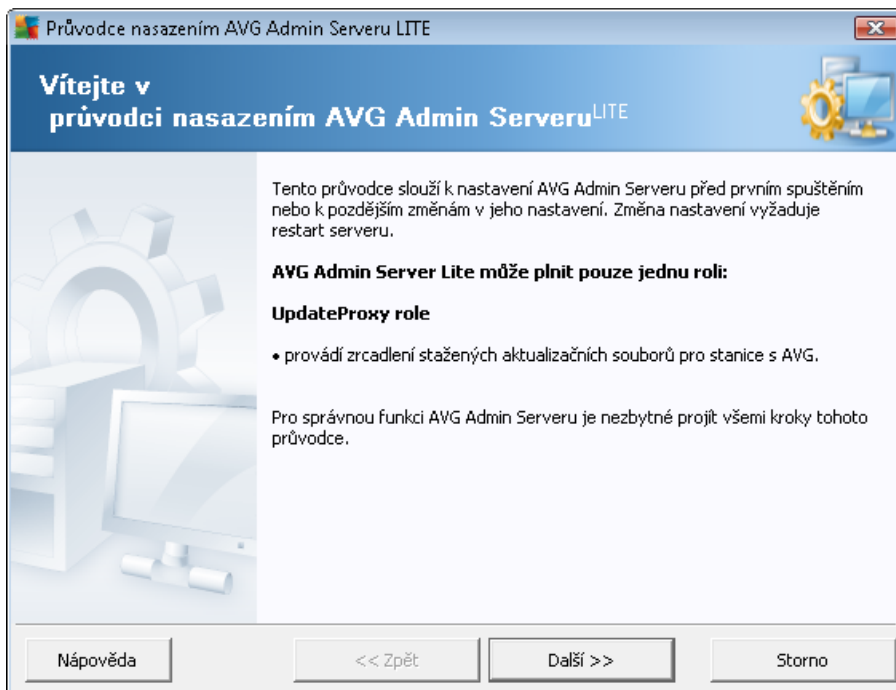 Průvodce nasazením AVG Admin Serveru LITE
Vítejte v
průvodci nasazením AVG Admin Serveru LITE
Tento průvodce slouží k nastavení AVG Admin Serveru před prvním spuštěním
nebo k pozdějším změnám v jeho nastavení. Změna nastavení vyžaduje
restart serveru.
AVG Admin Server Lite může plnit pouze jednu roli:
UpdateProxy role
• provádí zrcadlení stažených aktualizačních souborů pro stanice s AVG.
Pro správnou funkci AVG Admin Serveru je nezbytné projít všemi kroky tohoto
průvodce.
Nápověda
<< Zpět
Další >>
Storno